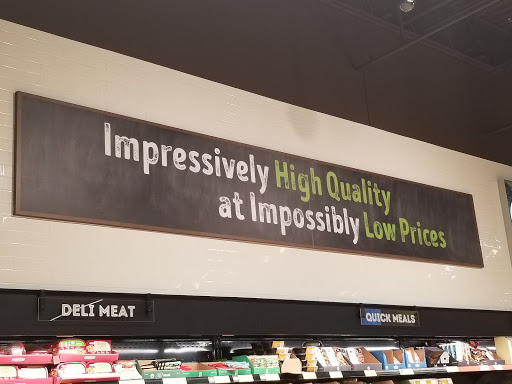 Impressively High Quality
at Impossibly Low Prices
DELI MEAT
QUICK MEALS